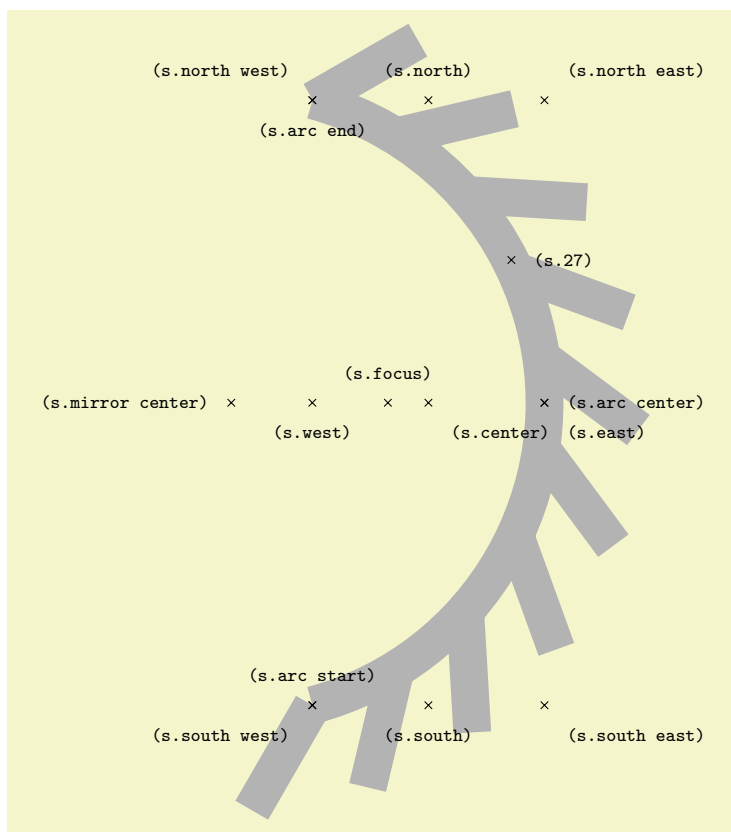 (s.north west) (s.north) (s.north east)
(s.arc end)
(s.27)
(s.focus)
(s.mirror center) (s.arc center)
(s.west) (s.center) (s.east)
(s.arc start)
(s.south west) (s.south) (s.south east)